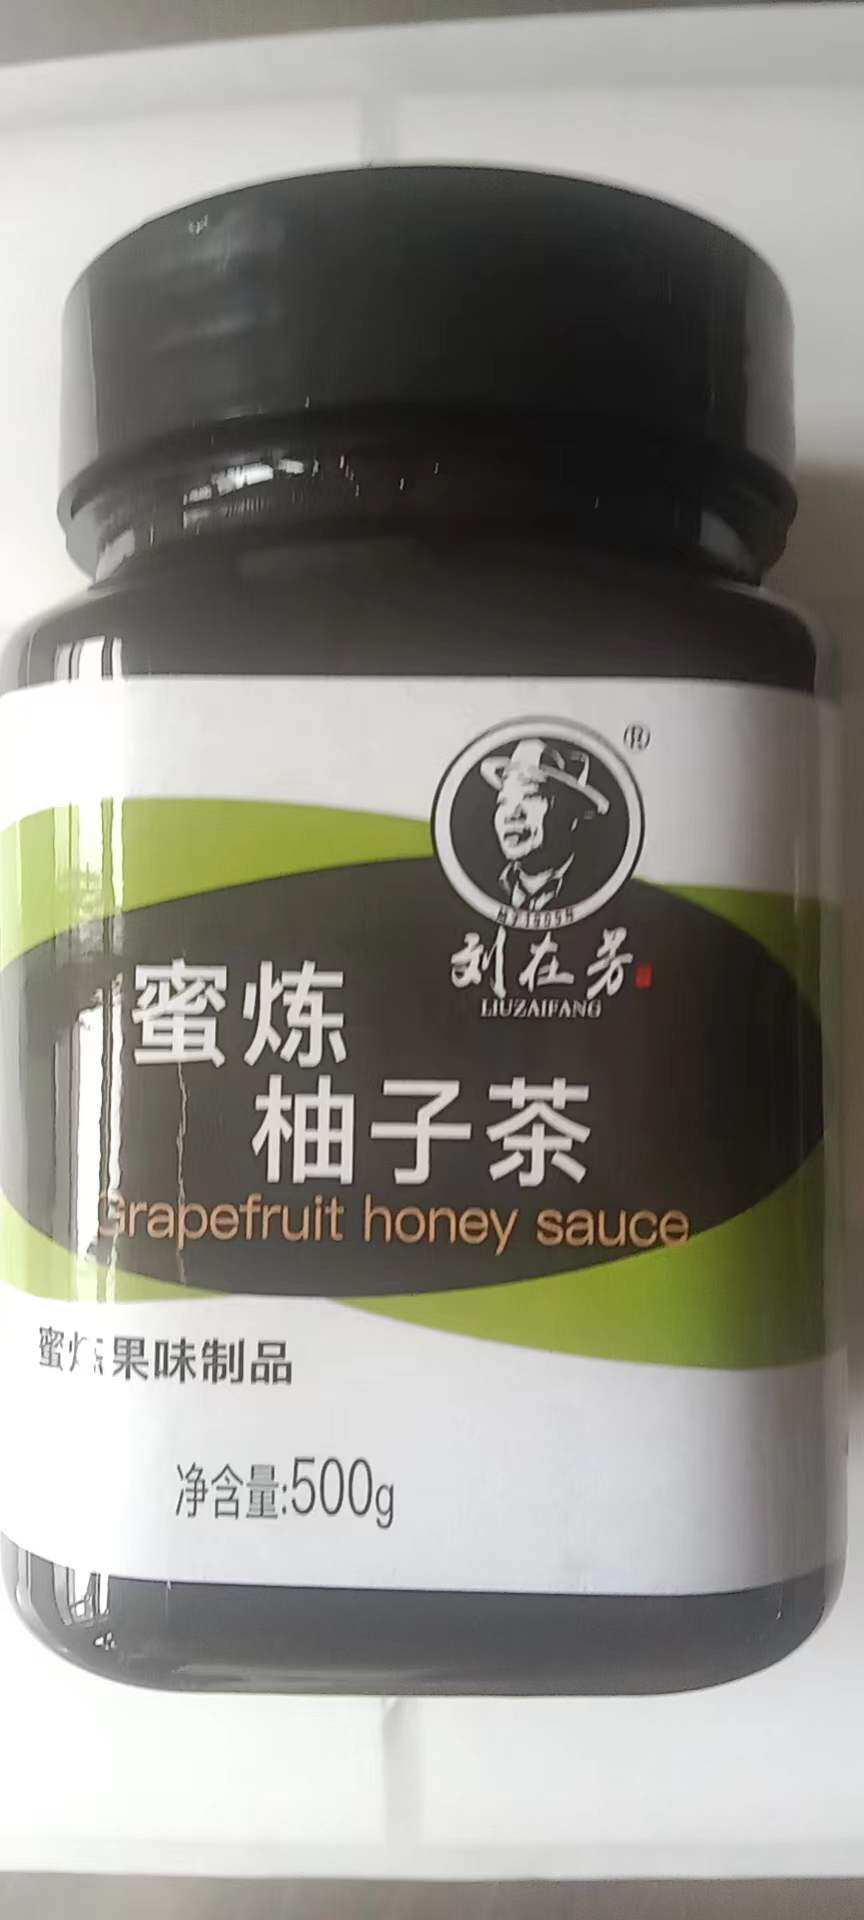 ®
刘在芳
LIUZAIFANG
蜜炼
柚子茶
Grapefruit honey sauce
蜜炼果味制品
净含量:500g